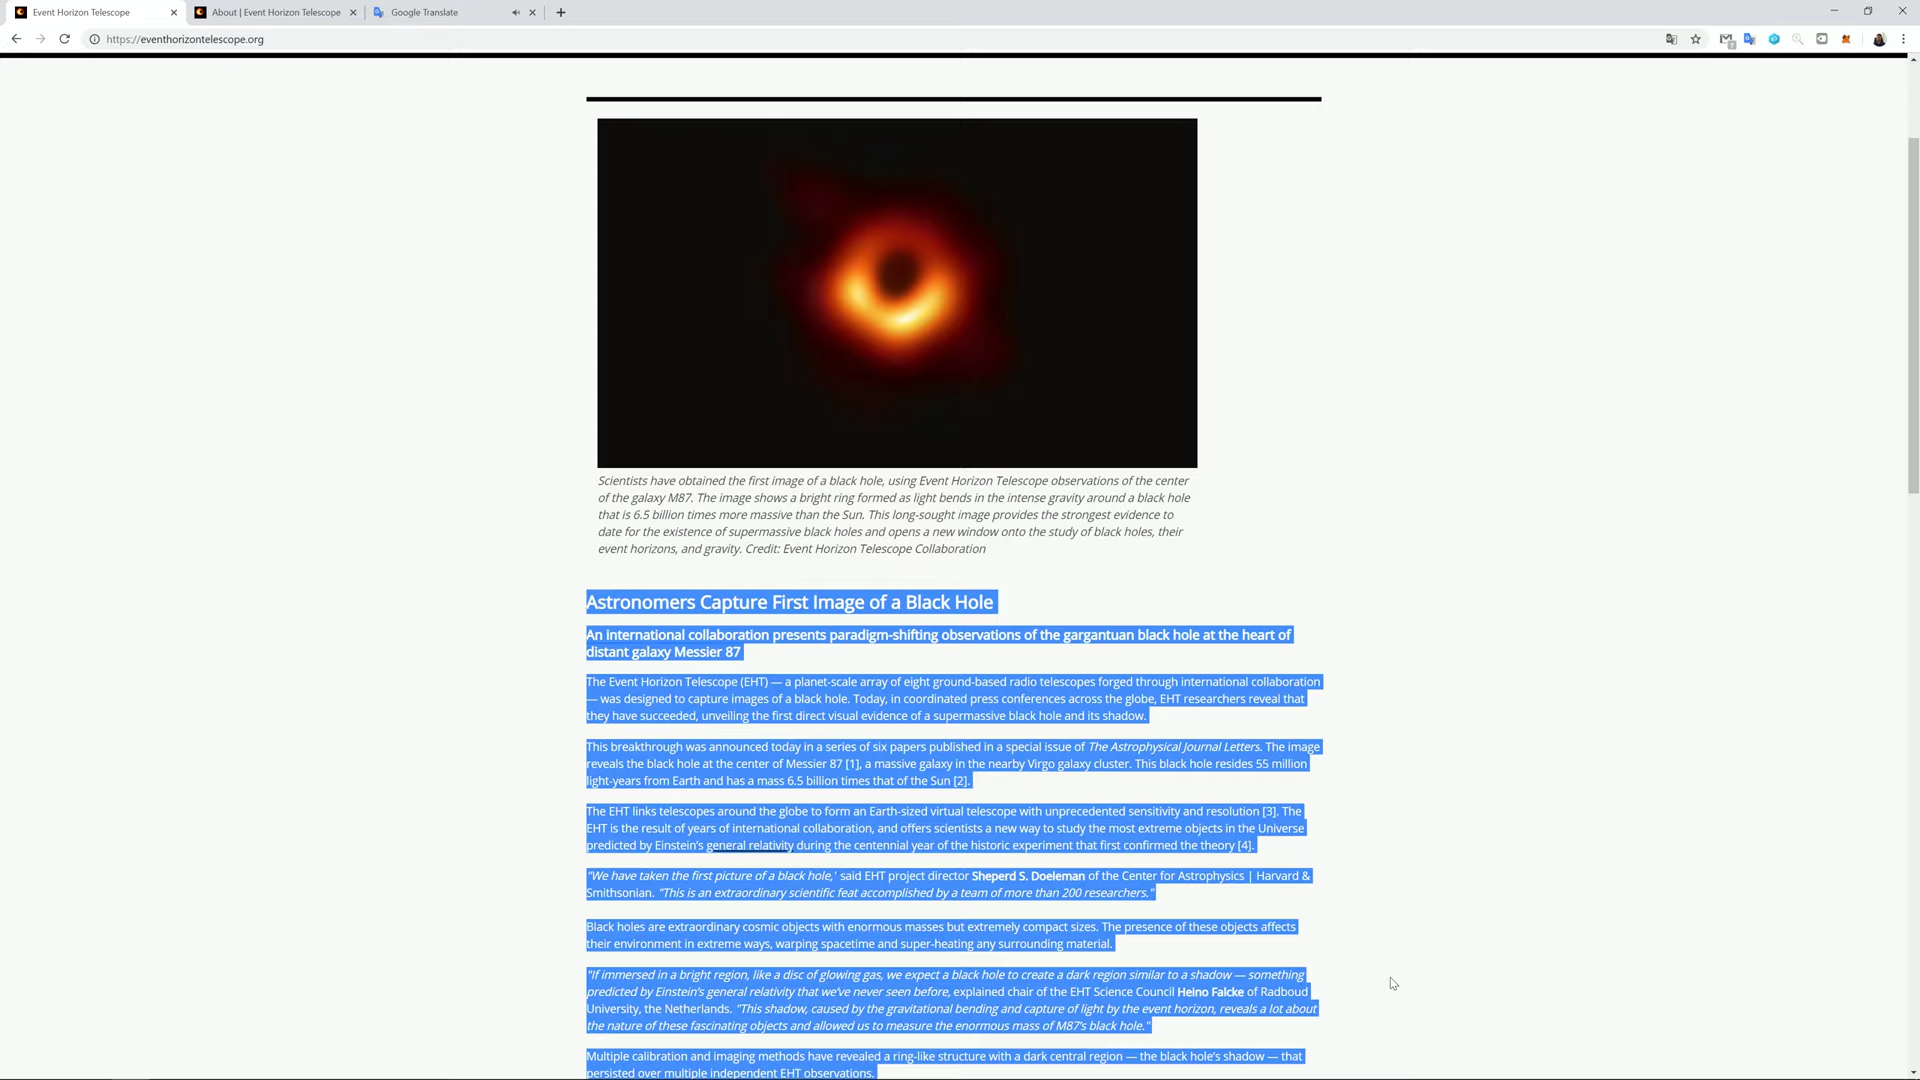 Event Horizon Telescope
About | Event Horizon Telescope
Google Translate
https://eventhorizontelescope.org
Scientists have obtained the first image of a black hole, using Event Horizon Telescope observations of the center
of the galaxy M87. The image shows a bright ring formed as light bends in the intense gravity around a black hole
that is 6.5 billion times more massive than the Sun. This long-sought image provides the strongest evidence to
date for the existence of supermassive black holes and opens a new window onto the study of black holes, their
event horizons, and gravity. Credit: Event Horizon Telescope Collaboration
Astronomers Capture First Image of a Black Hole
An international collaboration presents paradigm-shifting observations of the gargantuan black hole at the heart of
distant galaxy Messier 87
The Event Horizon Telescope (EHT) — a planet-scale array of eight ground-based radio telescopes forged through international collaboration
— was designed to capture images of a black hole. Today, in coordinated press conferences across the globe, EHT researchers reveal that
they have succeeded, unveiling the first direct visual evidence of a supermassive black hole and its shadow.
This breakthrough was announced today in a series of six papers published in a special issue of The Astrophysical Journal Letters. The image
reveals the black hole at the center of Messier 87 [1], a massive galaxy in the nearby Virgo galaxy cluster. This black hole resides 55 million
light-years from Earth and has a mass 6.5 billion times that of the Sun [2].
The EHT links telescopes around the globe to form an Earth-sized virtual telescope with unprecedented sensitivity and resolution [3]. The
EHT is the result of years of international collaboration, and offers scientists a new way to study the most extreme objects in the Universe
predicted by Einstein's general relativity during the centennial year of the historic experiment that first confirmed the theory [4].
"We have taken the first picture of a black hole,' said EHT project director Sheperd S. Doeleman of the Center for Astrophysics | Harvard &
Smithsonian. "This is an extraordinary scientific feat accomplished by a team of more than 200 researchers."
Black holes are extraordinary cosmic objects with enormous masses but extremely compact sizes. The presence of these objects affects
their environment in extreme ways, warping spacetime and super-heating any surrounding material.
"If immersed in a bright region, like a disc of glowing gas, we expect a black hole to create a dark region similar to a shadow — something
predicted by Einstein's general relativity that we've never seen before, explained chair of the EHT Science Council Heino Falcke of Radboud
University, the Netherlands. "This shadow, caused by the gravitational bending and capture of light by the event horizon, reveals a lot about
the nature of these fascinating objects and allowed us to measure the enormous mass of M87's black hole."
Multiple calibration and imaging methods have revealed a ring-like structure with a dark central region — the black hole's shadow — that
persisted over multiple independent EHT observations.